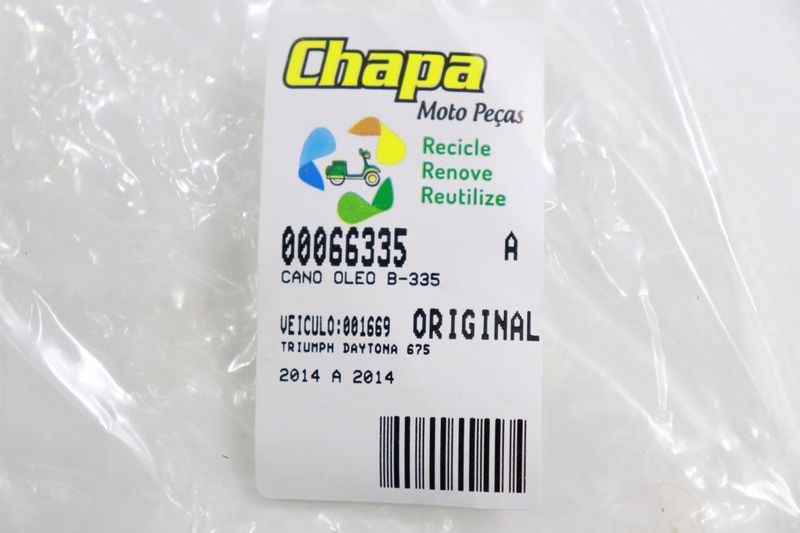 Chapa
Moto Peças
Recicle
Renove
Reutilize
00066335 A
CANO OLEO B-335
VEICULO:001669 ORIGINAL
TRIUMPH DAYTONA 675
2014 A 2014